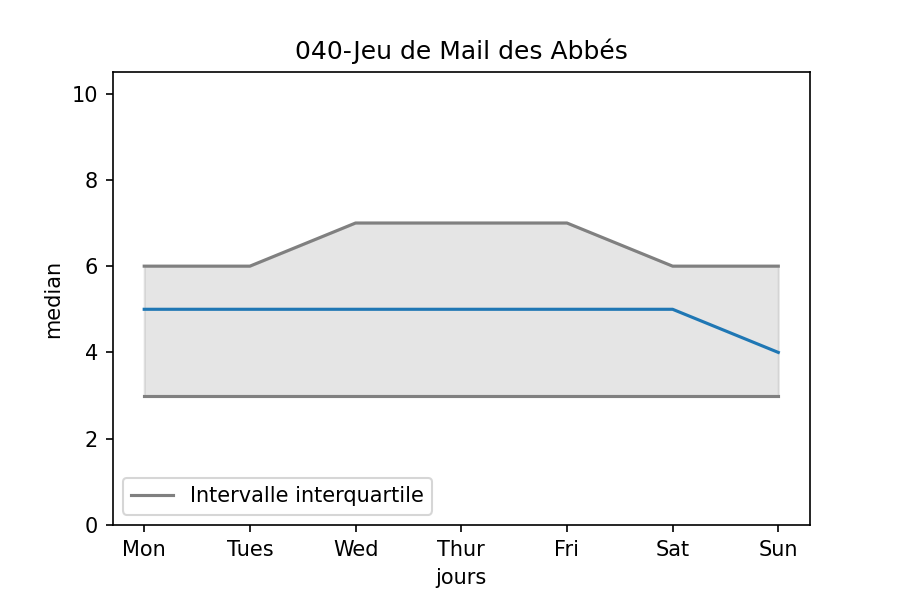 040-Jeu de Mail des Abbés
10
8
6
4
2
0
median
Intervalle interquartile
Mon Tues Wed Thur Fri Sat Sun
jours